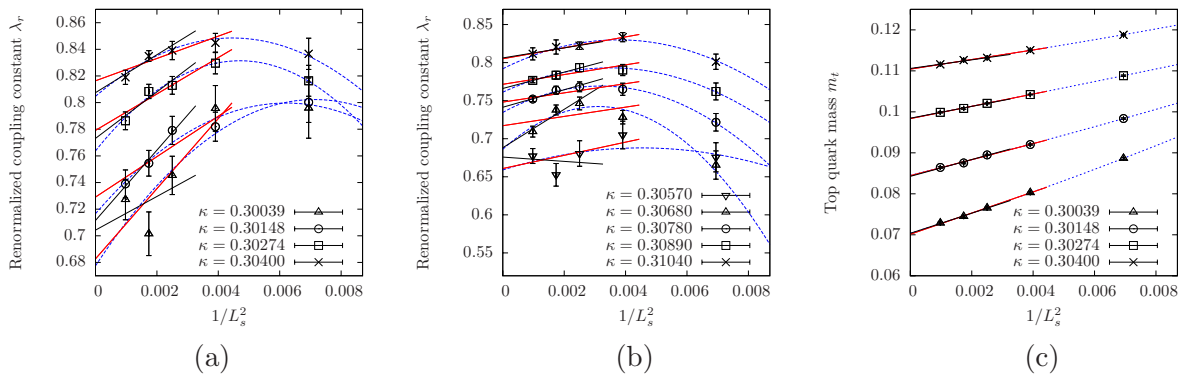 Renormalized coupling constant λ_r
0.86
0.84
0.82
0.8
0.78
0.76
0.74
0.72
0.7
0.68
κ = 0.30039
κ = 0.30148
κ = 0.30274
κ = 0.30400
0 0.002 0.004 0.006 0.008
1/L_s^2
(a)
Renormalized coupling constant λ_r
0.85
0.8
0.75
0.7
0.65
0.6
0.55
κ = 0.30570
κ = 0.30680
κ = 0.30780
κ = 0.30890
κ = 0.31040
0 0.002 0.004 0.006 0.008
1/L_s^2
(b)
Top quark mass m_t
0.12
0.11
0.1
0.09
0.08
0.07
0.06
κ = 0.30039
κ = 0.30148
κ = 0.30274
κ = 0.30400
0 0.002 0.004 0.006 0.008
1/L_s^2
(c)